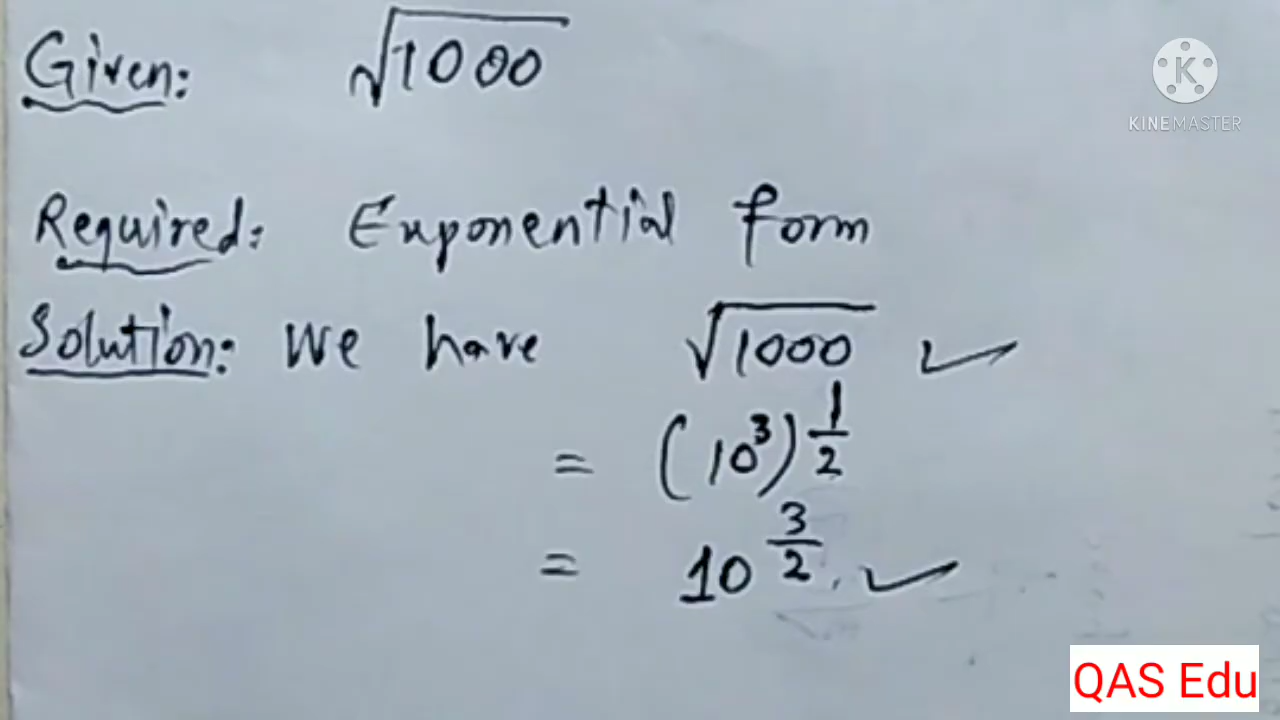 Given: √1000
KINEMASTER
Required: Exponential form
Solution: We have √1000 ✓
= (10³)^1/2
= 10^3/2. ✓
QAS Edu